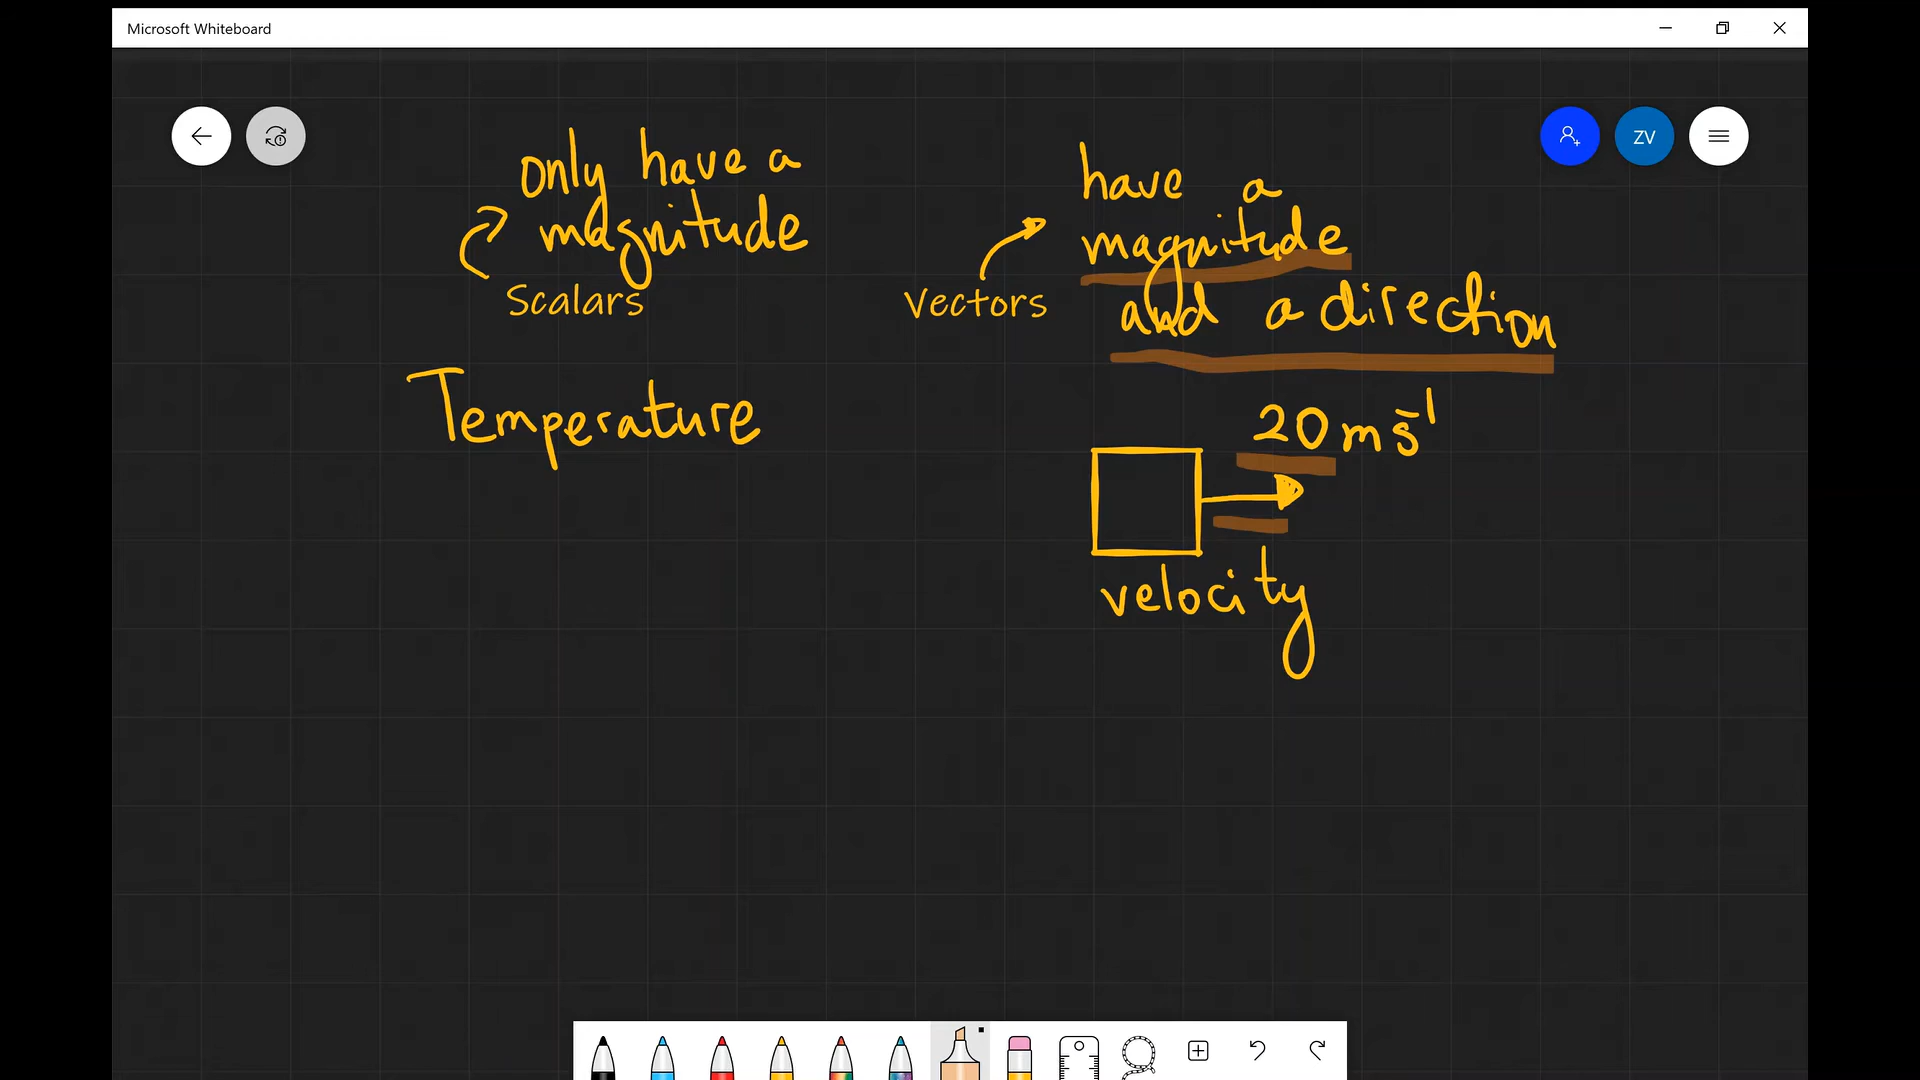 Microsoft Whiteboard
ZV
only have a
magnitude
Scalars
Temperature
have a
magnitude
and a direction
Vectors
20 ms⁻¹
velocity